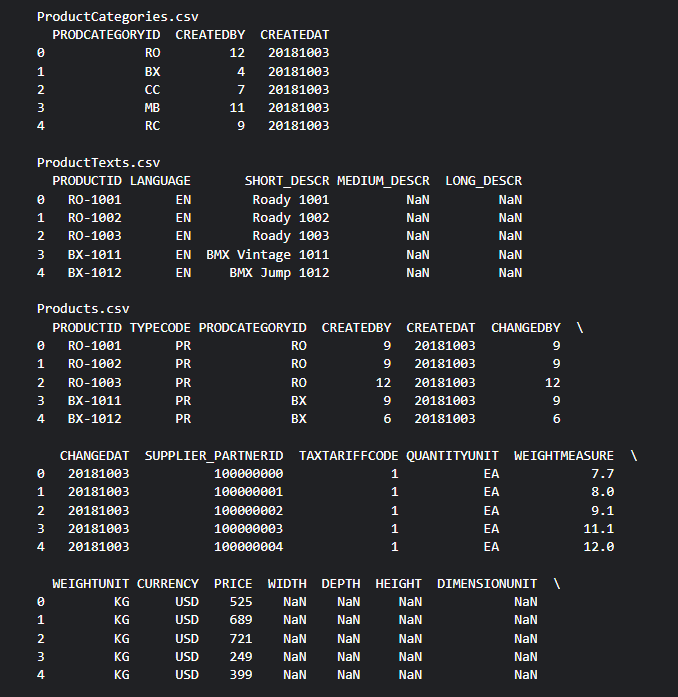 ProductCategories.csv
PRODCATEGORYID CREATEDBY CREATEDAT
0 RO 12 20181003
1 BX 4 20181003
2 CC 7 20181003
3 MB 11 20181003
4 RC 9 20181003
ProductTexts.csv
PRODUCTID LANGUAGE SHORT_DESCR MEDIUM_DESCR LONG_DESCR
0 RO-1001 EN Roady 1001 NaN NaN
1 RO-1002 EN Roady 1002 NaN NaN
2 RO-1003 EN Roady 1003 NaN NaN
3 BX-1011 EN BMX Vintage 1011 NaN NaN
4 BX-1012 EN BMX Jump 1012 NaN NaN
Products.csv
PRODUCTID TYPECODE PRODCATEGORYID CREATEDBY CREATEDAT CHANGEDBY \
0 RO-1001 PR RO 9 20181003 9
1 RO-1002 PR RO 9 20181003 9
2 RO-1003 PR RO 12 20181003 12
3 BX-1011 PR BX 9 20181003 9
4 BX-1012 PR BX 6 20181003 6
CHANGEDAT SUPPLIER_PARTNERID TAXTARIFFCODE QUANTITYUNIT WEIGHTMEASURE \
0 20181003 100000000 1 EA 7.7
1 20181003 100000001 1 EA 8.0
2 20181003 100000002 1 EA 9.1
3 20181003 100000003 1 EA 11.1
4 20181003 100000004 1 EA 12.0
WEIGHTUNIT CURRENCY PRICE WIDTH DEPTH HEIGHT DIMENSIONUNIT \
0 KG USD 525 NaN NaN NaN NaN
1 KG USD 689 NaN NaN NaN NaN
2 KG USD 721 NaN NaN NaN NaN
3 KG USD 249 NaN NaN NaN NaN
4 KG USD 399 NaN NaN NaN NaN